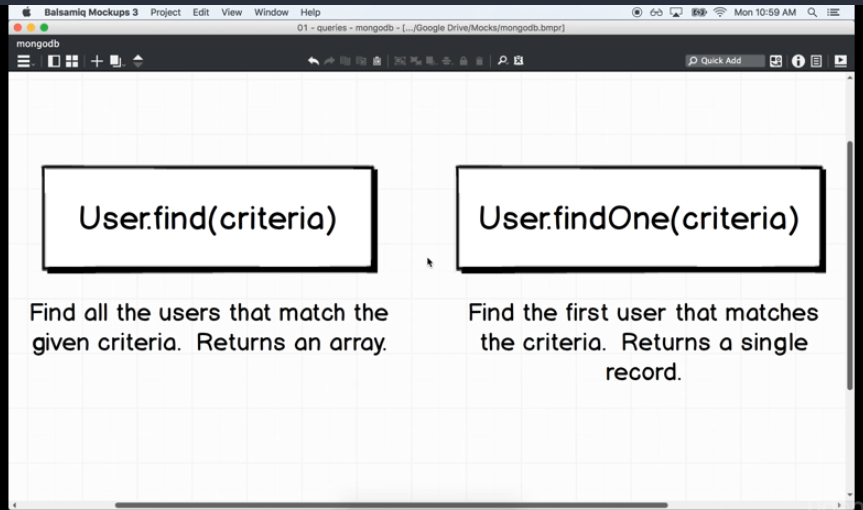 Balsamiq Mockups 3 Project Edit View Window Help
Mon 10:59 AM
01 - queries - mongodb - [.../Google Drive/Mocks/mongodb.bmpr]
mongodb
Quick Add
User.find(criteria)
User.findOne(criteria)
Find all the users that match the
given criteria. Returns an array.
Find the first user that matches
the criteria. Returns a single
record.